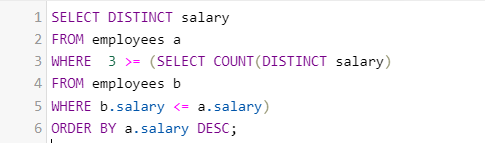 1 SELECT DISTINCT salary
2 FROM employees a
3 WHERE  3 >= (SELECT COUNT(DISTINCT salary)
4 FROM employees b
5 WHERE b.salary <= a.salary)
6 ORDER BY a.salary DESC;